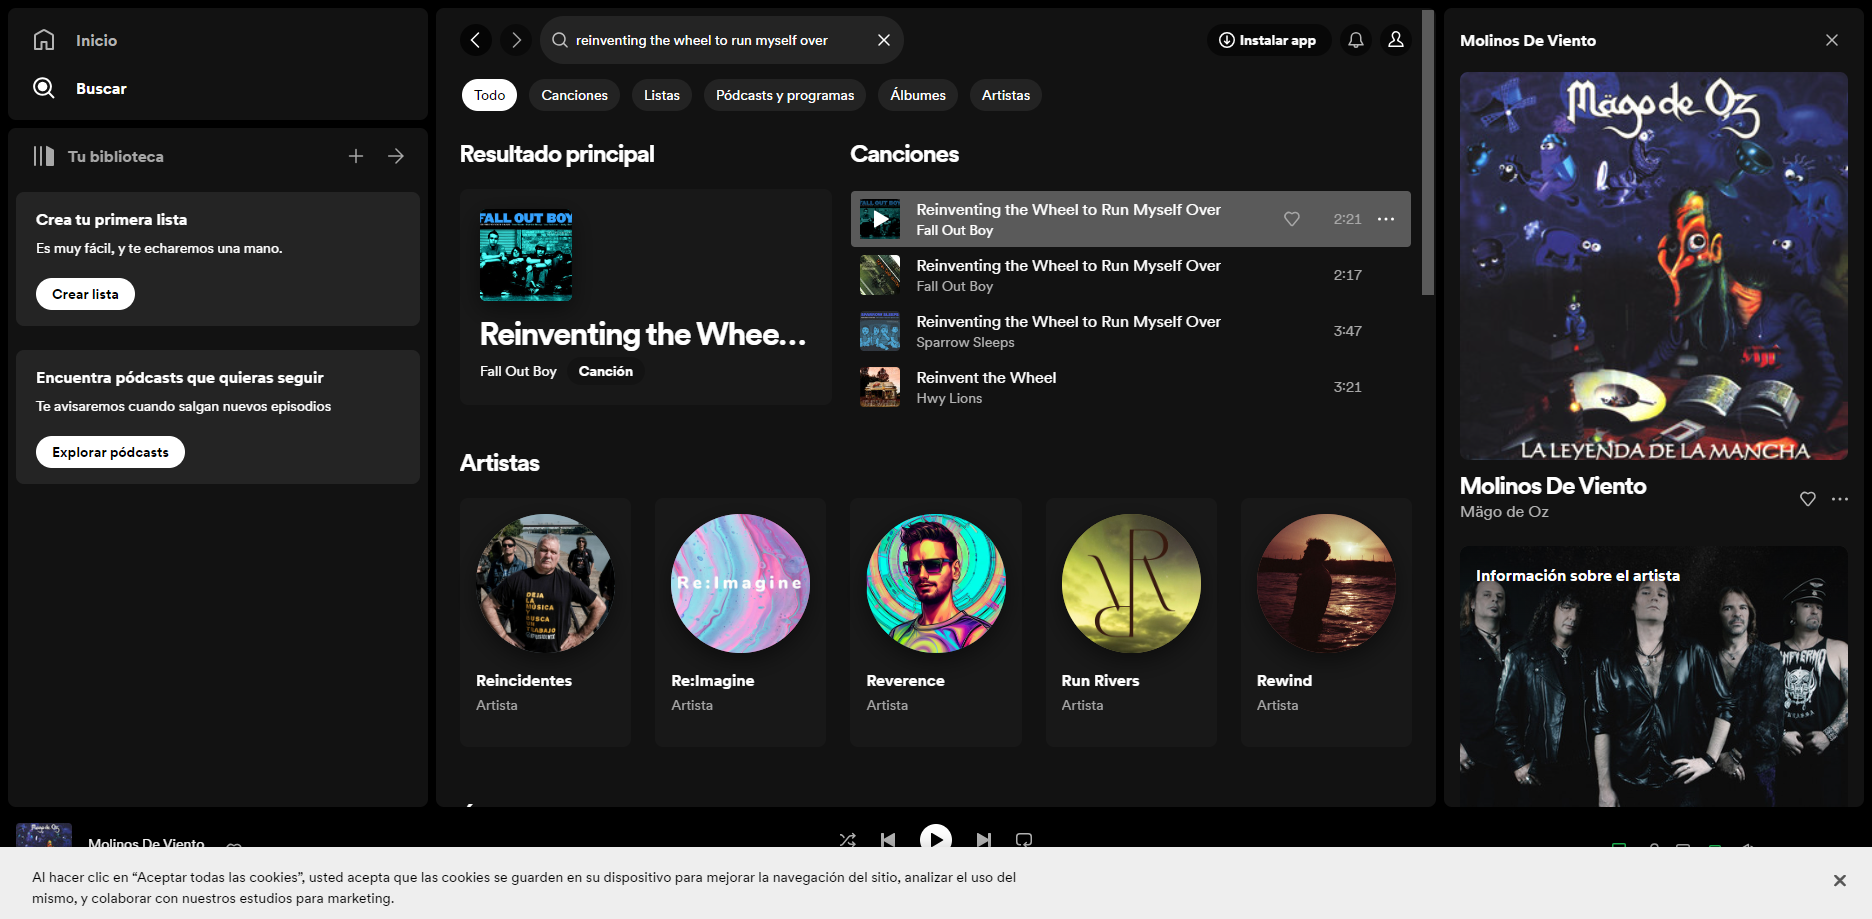 Inicio
Buscar
Tu biblioteca
Crea tu primera lista
Es muy fácil, y te echaremos una mano.
Crear lista
Encuentra pódcasts que quieras seguir
Te avisaremos cuando salgan nuevos episodios
Explorar pódcasts
reinventing the wheel to run myself over
Instalar app
Todo
Canciones
Listas
Pódcasts y programas
Álbumes
Artistas
Resultado principal
FALL OUT BOY
Reinventing the Whee...
Fall Out Boy
Canción
Canciones
Reinventing the Wheel to Run Myself Over
Fall Out Boy
2:21
Reinventing the Wheel to Run Myself Over
Fall Out Boy
2:17
Reinventing the Wheel to Run Myself Over
Sparrow Sleeps
3:47
Reinvent the Wheel
Hwy Lions
3:21
Artistas
DEJA
LA
MÚSICA
Y
BUSCA
UN
TRABAJO
Reincidentes
Artista
Re:Imagine
Re:Imagine
Artista
Reverence
Artista
Run Rivers
Artista
Rewind
Artista
Molinos De Viento
Mägo de Oz
LA LEYENDA DE LA MANCHA
Molinos De Viento
Mägo de Oz
Información sobre el artista
Molinos De Viento
Al hacer clic en “Aceptar todas las cookies”, usted acepta que las cookies se guarden en su dispositivo para mejorar la navegación del sitio, analizar el uso del
mismo, y colaborar con nuestros estudios para marketing.